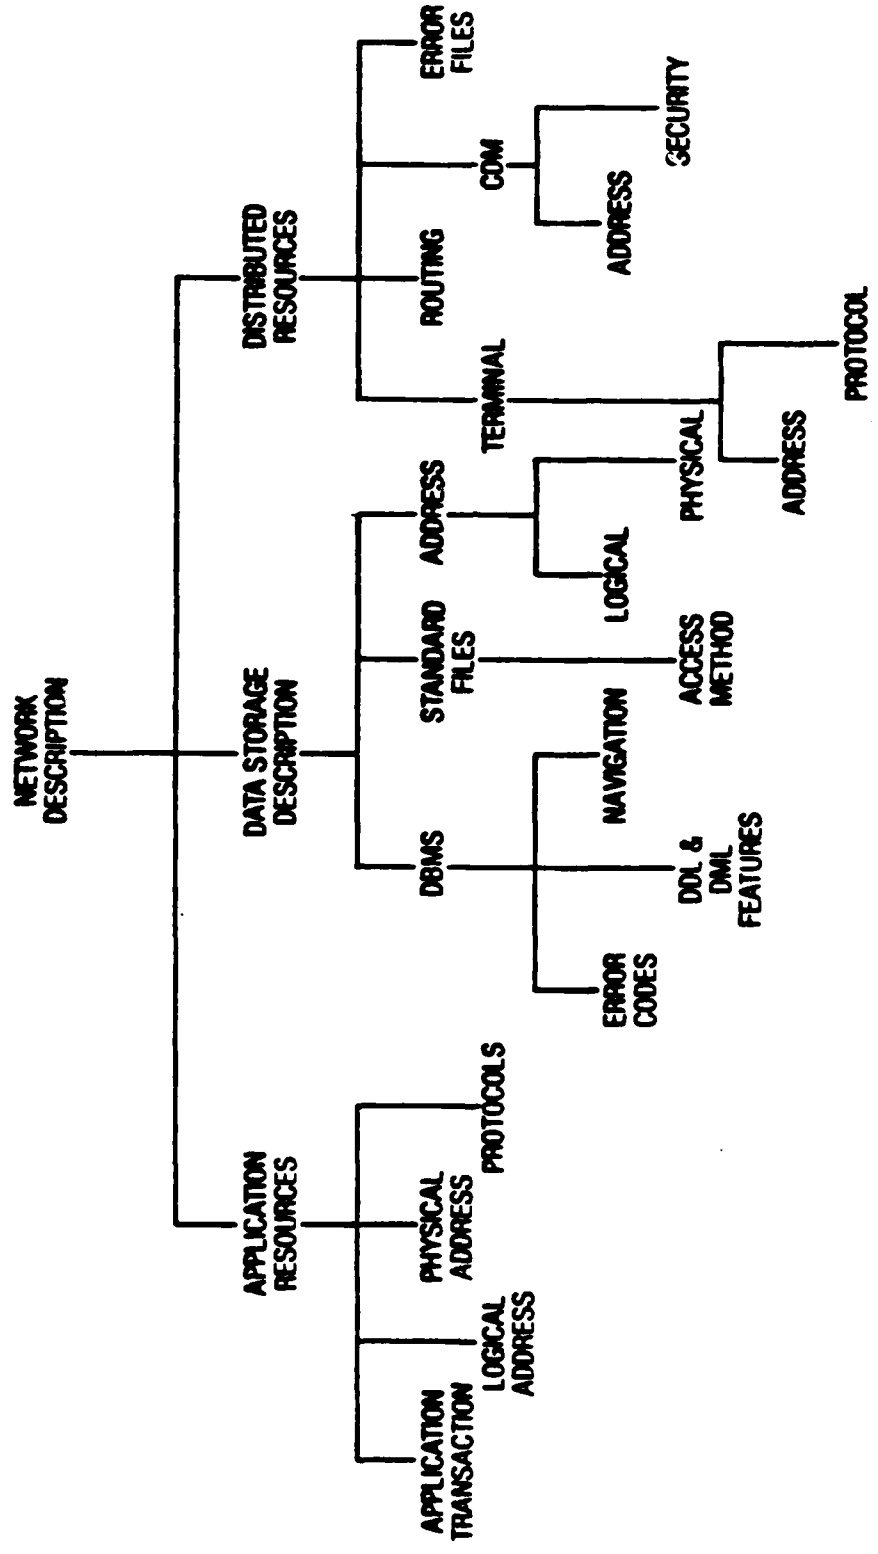 NETWORK
DESCRIPTION
APPLICATION
RESOURCES
DATA STORAGE
DESCRIPTION
DISTRIBUTED
RESOURCES
APPLICATION
TRANSACTION
LOGICAL
ADDRESS
PHYSICAL
ADDRESS
PROTOCOLS
DBMS
STANDARD
FILES
ADDRESS
TERMINAL
ROUTING
CDM
ERROR
FILES
ERROR
CODES
DDL &
DML
FEATURES
NAVIGATION
ACCESS
METHOD
LOGICAL
PHYSICAL
ADDRESS
PROTOCOL
ADDRESS
SECURITY